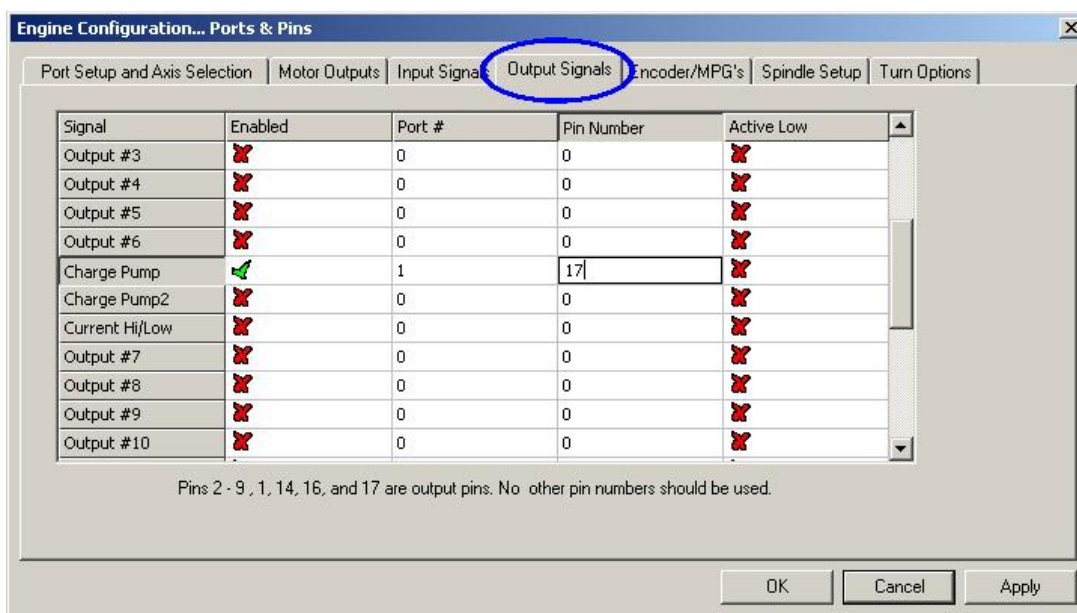 Engine Configuration... Ports & Pins
Port Setup and Axis Selection Motor Outputs Input Signals Output Signals Encoder/MPG's Spindle Setup Turn Options
Signal Enabled Port # Pin Number Active Low
Output #3 0 0
Output #4 0 0
Output #5 0 0
Output #6 0 0
Charge Pump 1 17
Charge Pump2 0 0
Current Hi/Low 0 0
Output #7 0 0
Output #8 0 0
Output #9 0 0
Output #10 0 0
Pins 2 - 9 , 1, 14, 16, and 17 are output pins. No other pin numbers should be used.
OK Cancel Apply